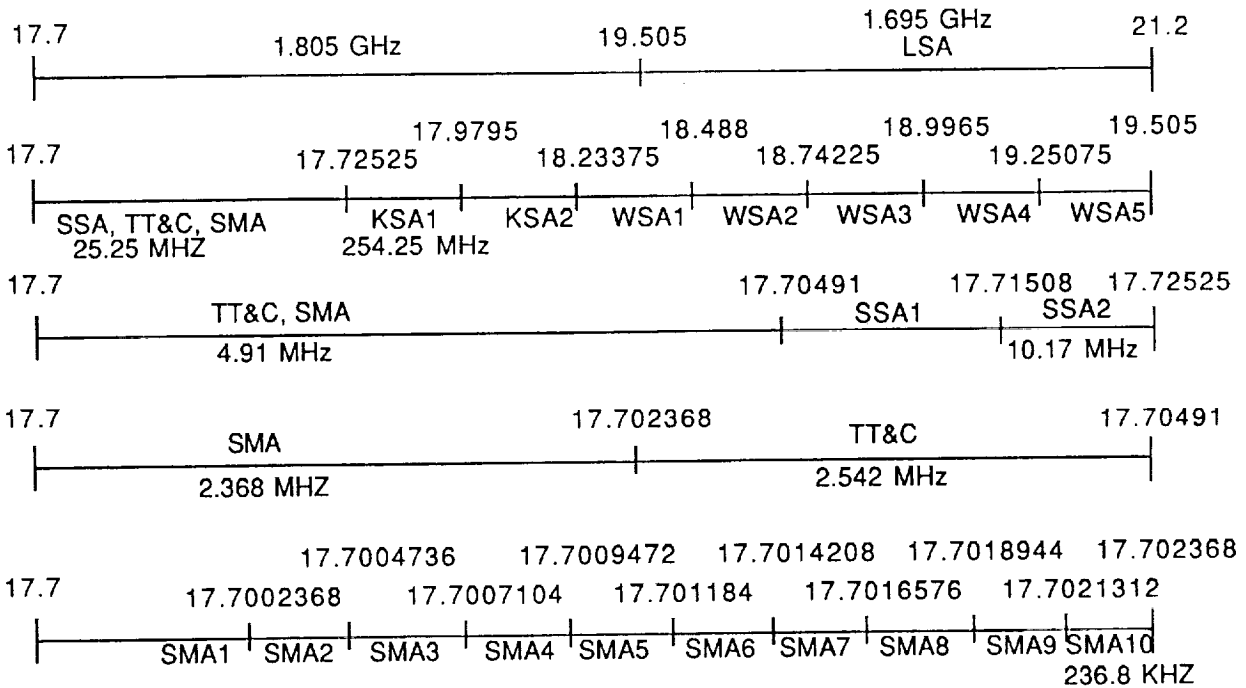 17.7 1.805 GHz 19.505 1.695 GHz 21.2
LSA
17.9795 18.488 18.9965 19.505
17.7 17.72525 18.23375 18.74225 19.25075
SSA, TT&C, SMA KSA1 KSA2 WSA1 WSA2 WSA3 WSA4 WSA5
25.25 MHZ 254.25 MHz
17.7 17.70491 17.71508 17.72525
TT&C, SMA SSA1 SSA2
4.91 MHz 10.17 MHz
17.7 17.702368 17.70491
SMA TT&C
2.368 MHZ 2.542 MHz
17.7004736 17.7009472 17.7014208 17.7018944 17.702368
17.7 17.7002368 17.7007104 17.701184 17.7016576 17.7021312
SMA1 SMA2 SMA3 SMA4 SMA5 SMA6 SMA7 SMA8 SMA9 SMA10
236.8 KHZ